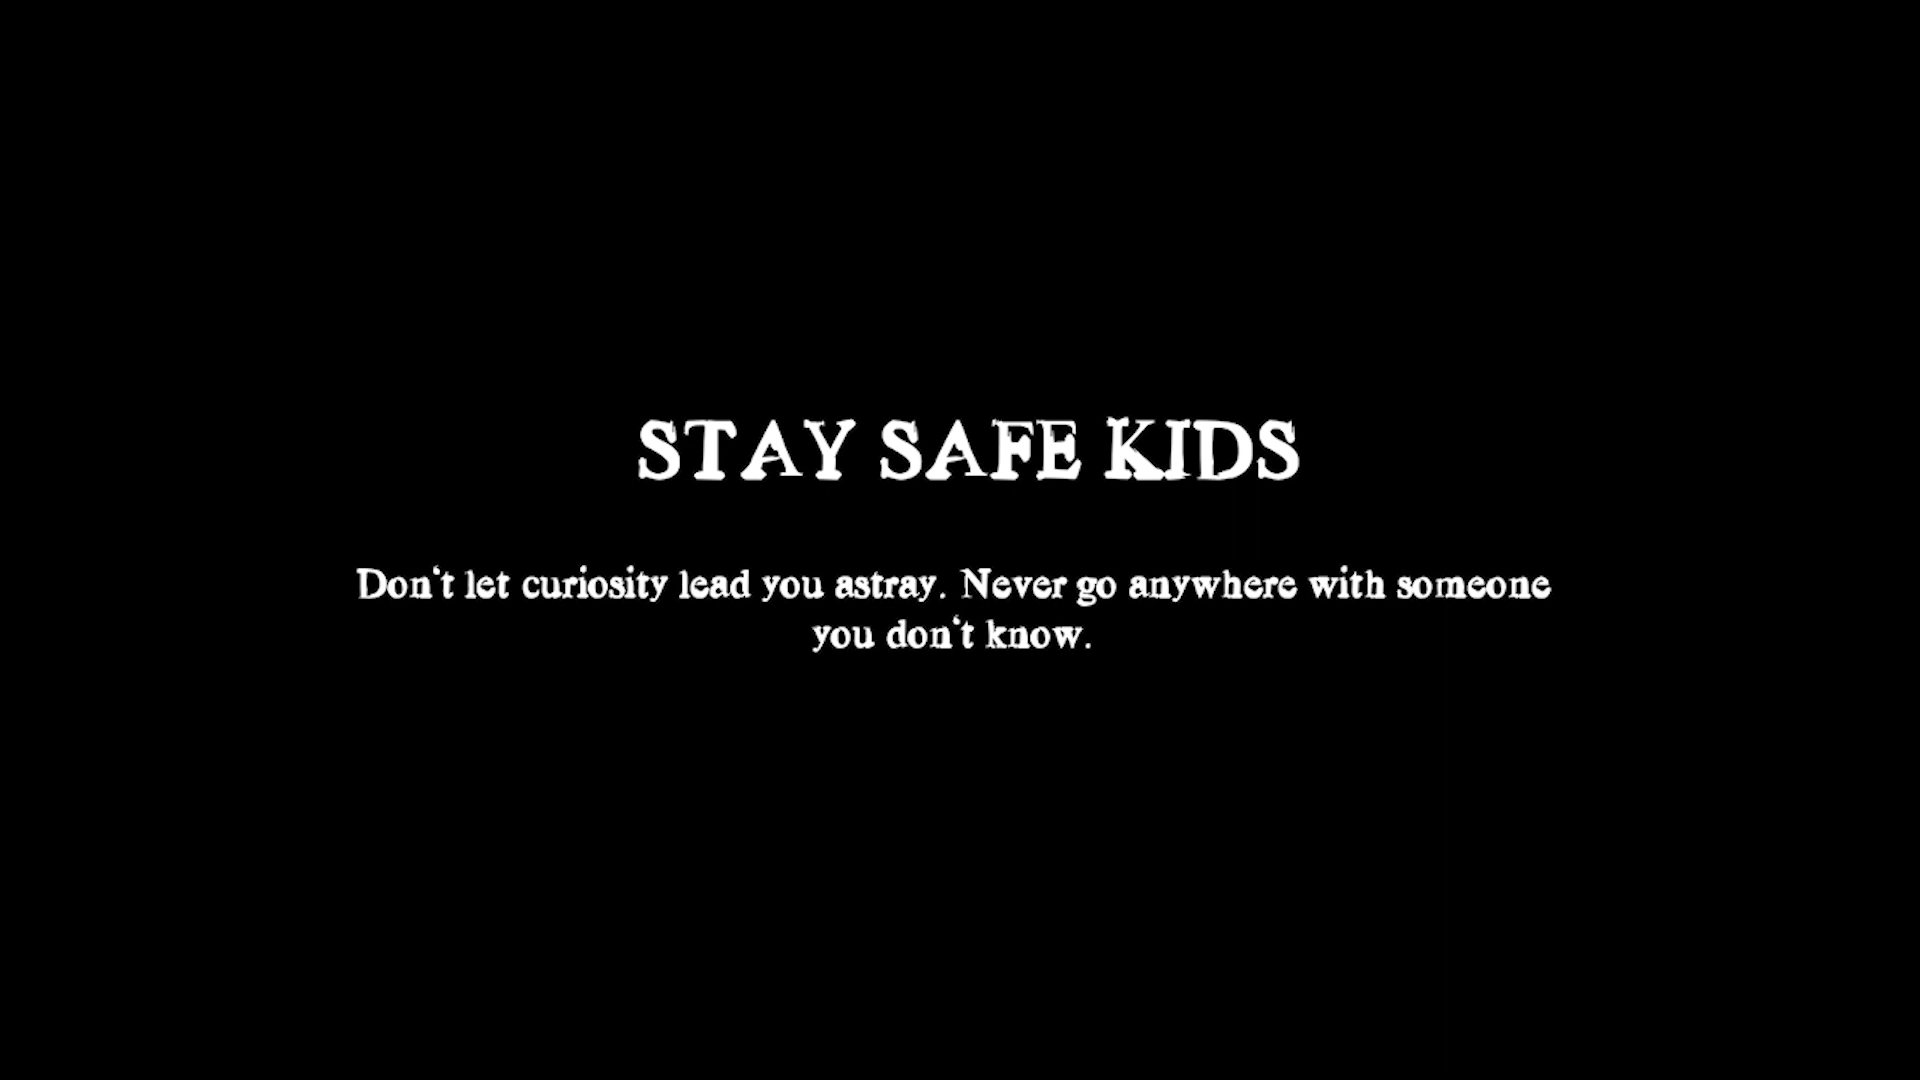 STAY SAFE KIDS
Don‘t let curiosity lead you astray. Never go anywhere with someone
you don‘t know.